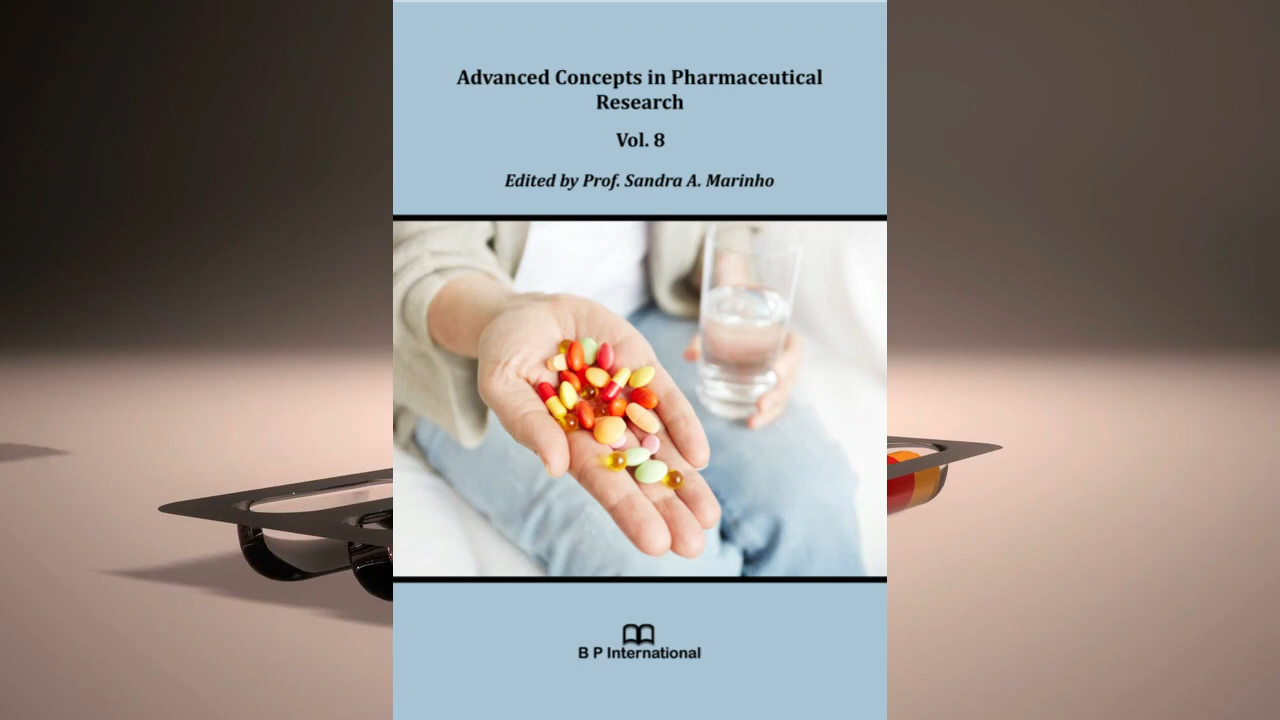 Advanced Concepts in Pharmaceutical
Research
Vol. 8
Edited by Prof. Sandra A. Marinho
B P International